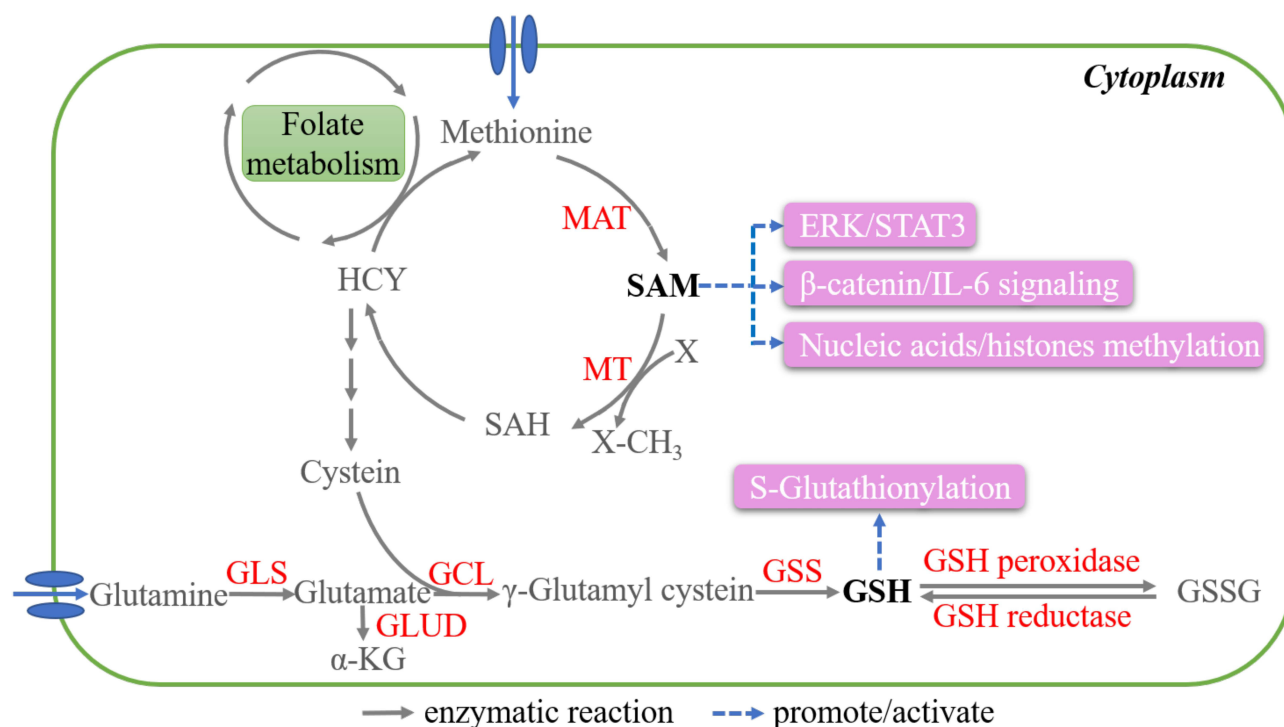 Cytoplasm
Folate
metabolism
Methionine
MAT
ERK/STAT3
HCY
SAM
β-catenin/IL-6 signaling
Nucleic acids/histones methylation
MT
X
SAH
X-CH₃
Cystein
S-Glutathionylation
Glutamine
GLS
Glutamate
GCL
γ-Glutamyl cystein
GSS
GSH
GSH peroxidase
GSH reductase
GSSG
GLUD
α-KG
enzymatic reaction
promote/activate